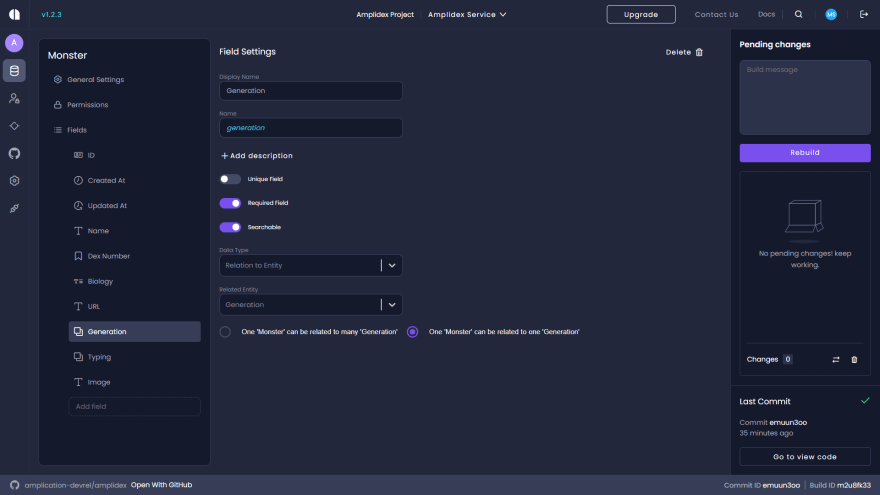 v1.2.3
Amplidex Project
Amplidex Service
Upgrade
Contact Us
Docs
MS
A
Monster
General Settings
Permissions
Fields
ID
Created At
Updated At
Name
Dex Number
Biology
URL
Generation
Typing
Image
Add field
Field Settings
Delete
Display Name
Generation
Name
generation
+ Add description
Unique Field
Required Field
Searchable
Data Type
Relation to Entity
Related Entity
Generation
One 'Monster' can be related to many 'Generation'
One 'Monster' can be related to one 'Generation'
Pending changes
Build message
Rebuild
No pending changes! keep
working.
Changes 0
Last Commit
Commit emuun3oo
35 minutes ago
Go to view code
amplication-devrel/amplidex Open With GitHub
Commit ID emuun3oo
Build ID m2u8fk33